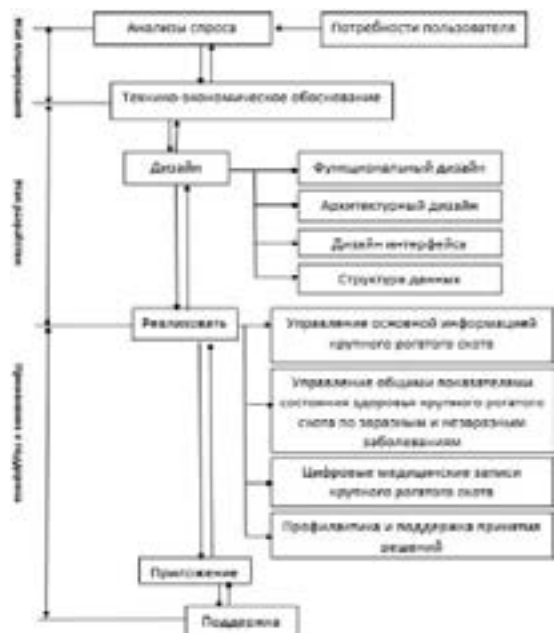 Анализы спроса
Потребности пользователя
Технико-экономическое обоснование
Дизайн
Функциональный дизайн
Архитектурный дизайн
Дизайн интерфейса
Структура данных
Реализовать
Управление основной информацией
крупного рогатого скота
Управление общими показателями
состояния здоровья крупного рогатого
скота по заразным и незаразным
заболеваниям
Цифровые медицинские записи
крупного рогатого скота
Профилактика и поддержка принятия
решений
Приложение
Поддержка